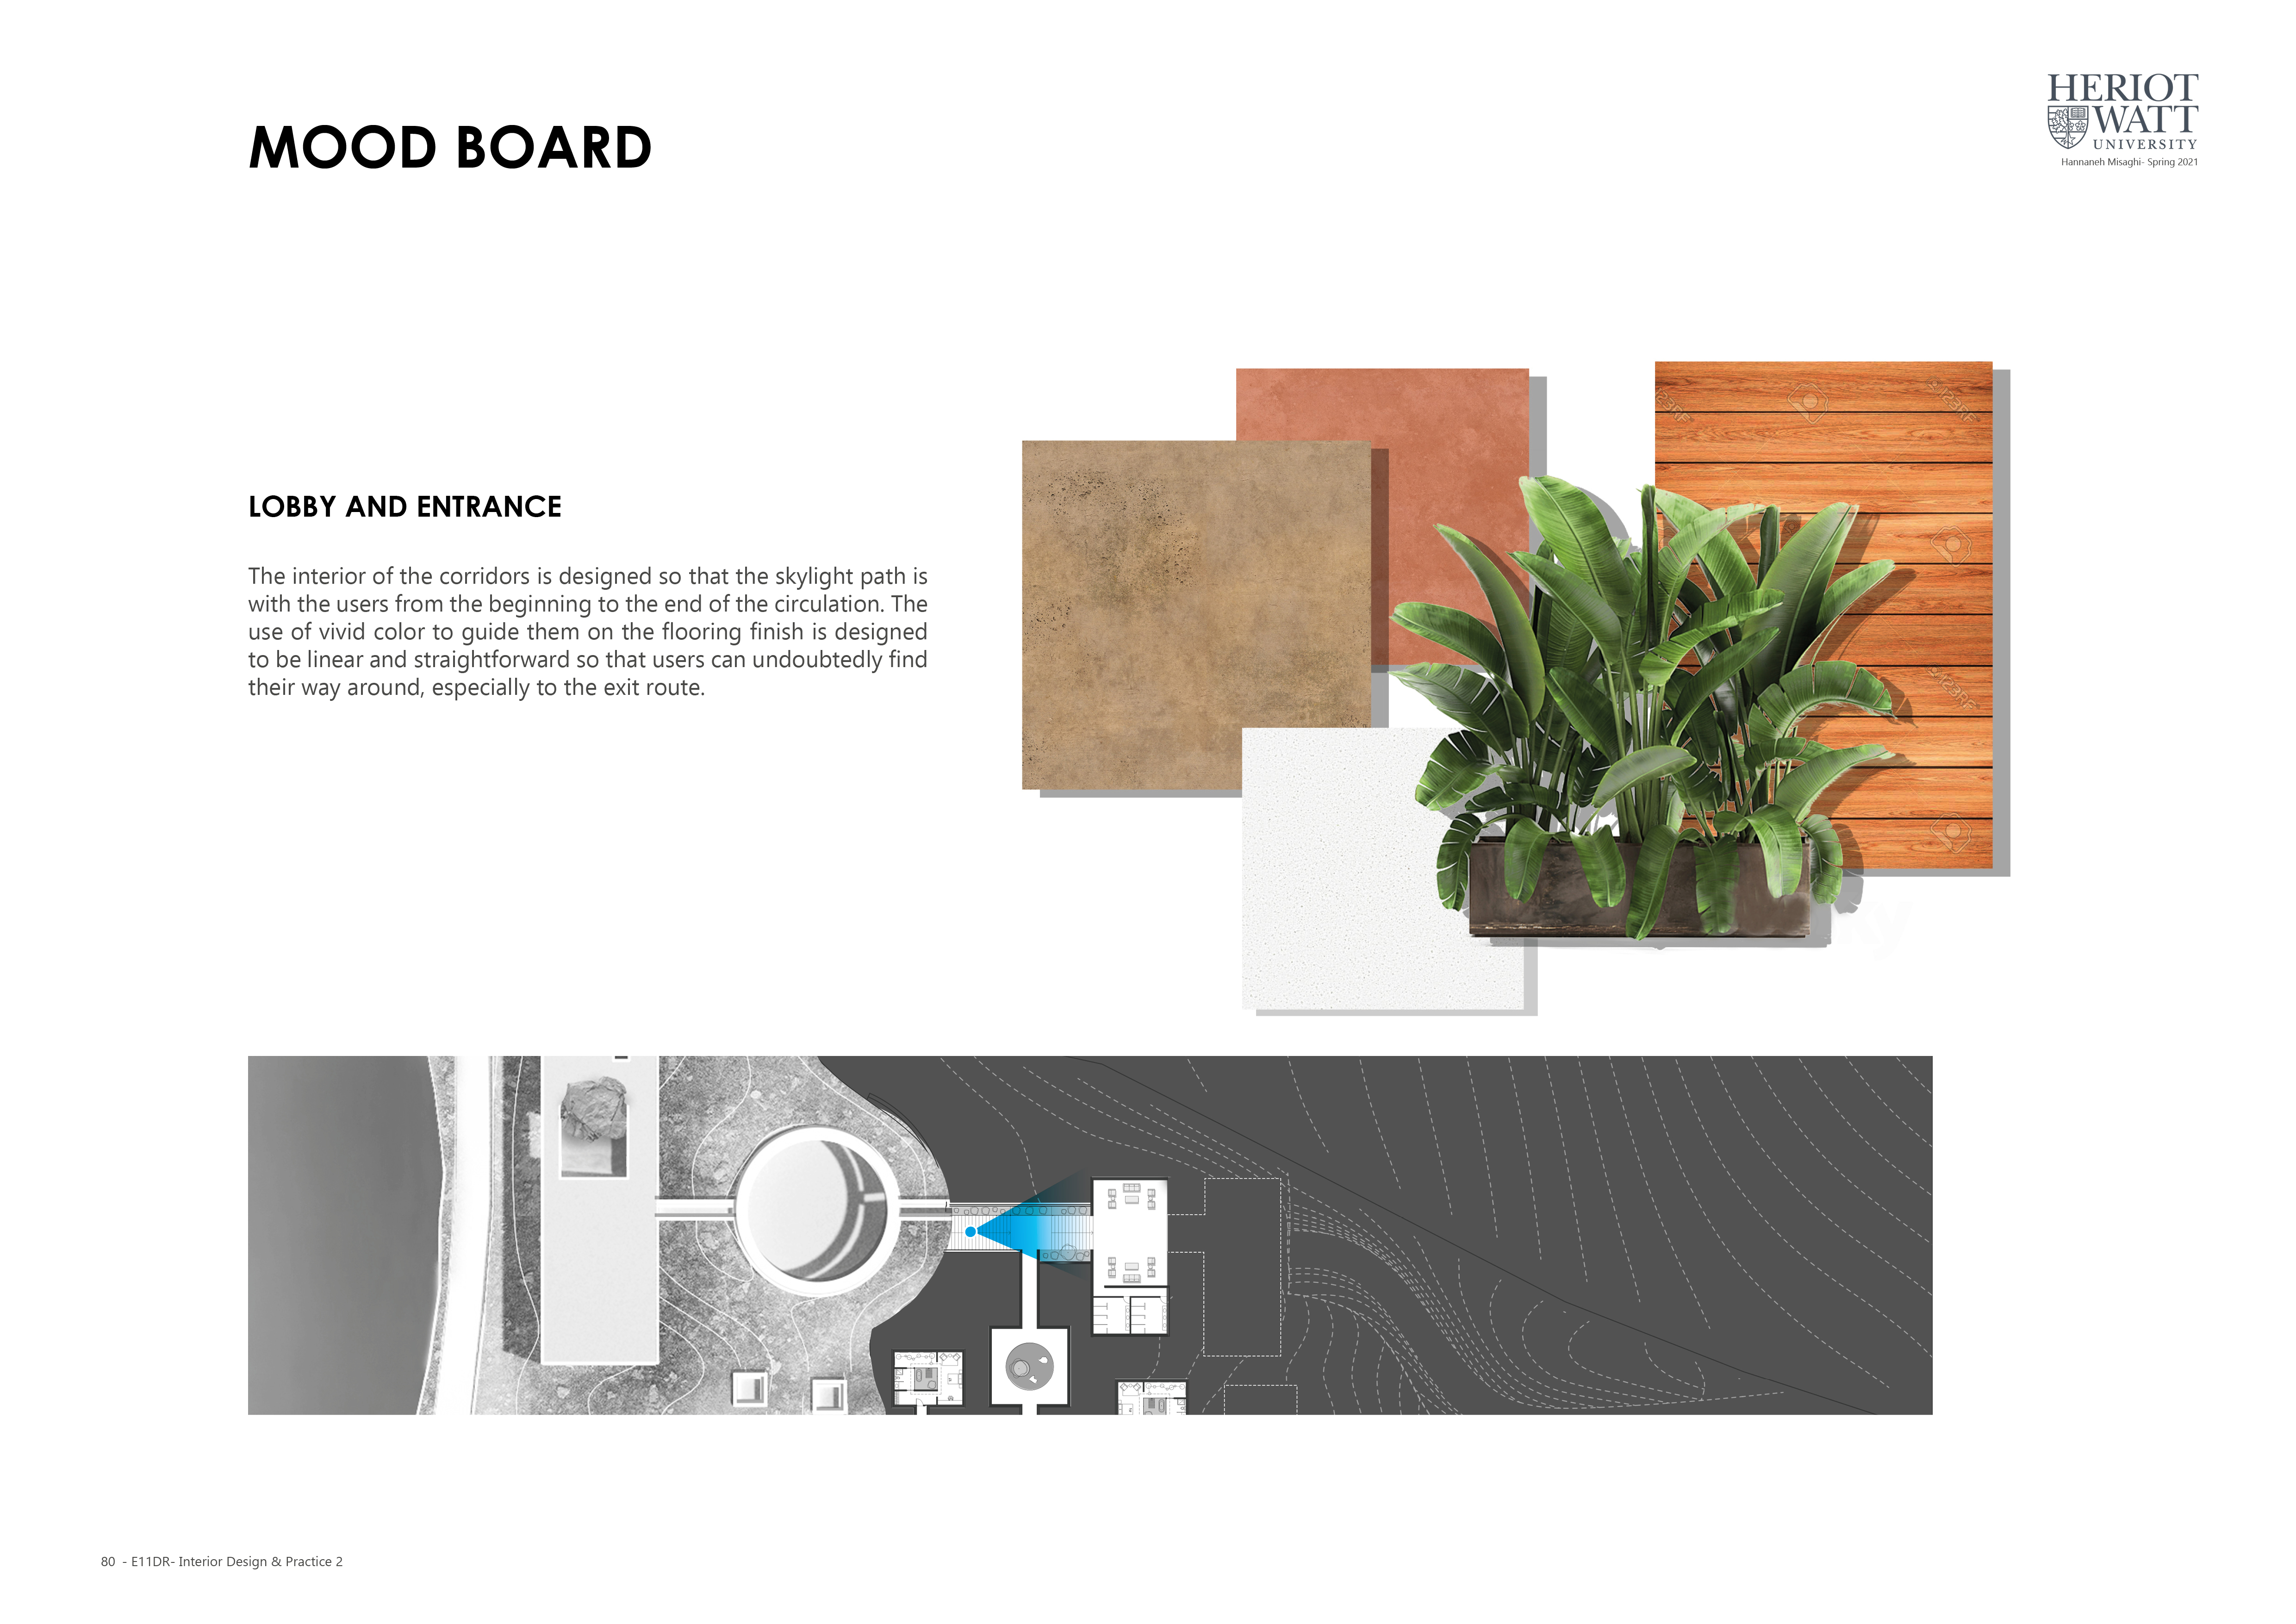 MOOD BOARD
HERIOT
WATT
UNIVERSITY
Hannaneh Misaghi- Spring 2021
LOBBY AND ENTRANCE
The interior of the corridors is designed so that the skylight path is
with the users from the beginning to the end of the circulation. The
use of vivid color to guide them on the flooring finish is designed
to be linear and straightforward so that users can undoubtedly find
their way around, especially to the exit route.
123RF
123RF
123RF
80 - E11DR- Interior Design & Practice 2